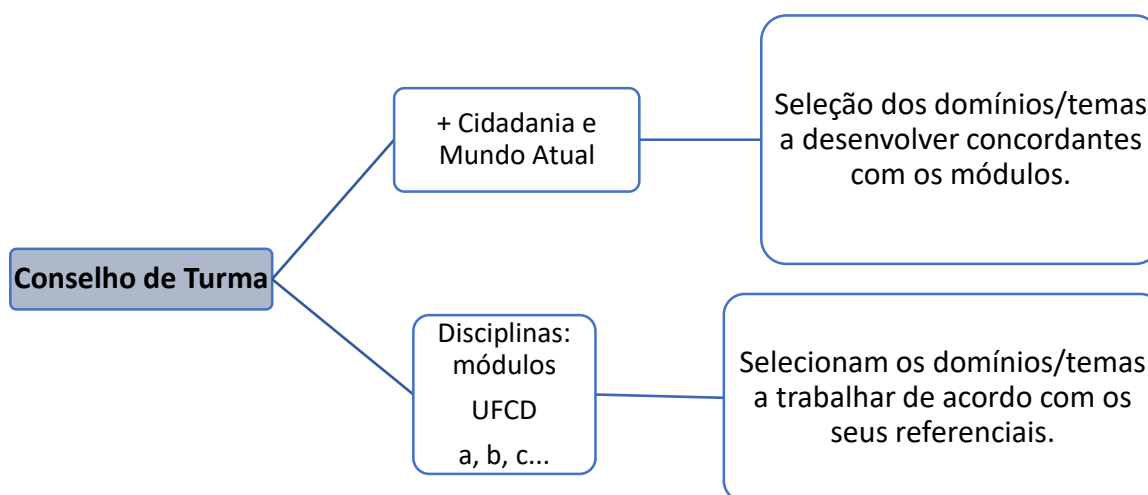 Conselho de Turma
+ Cidadania e
Mundo Atual
Seleção dos domínios/temas
a desenvolver concordantes
com os módulos.
Disciplinas:
módulos
UFCD
a, b, c...
Selecionam os domínios/temas
a trabalhar de acordo com os
seus referenciais.